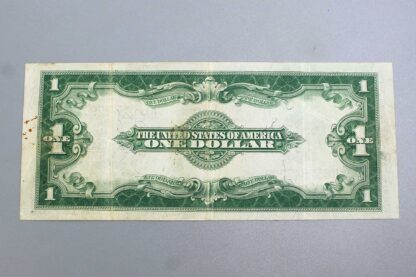 1 1
THE UNITED STATES OF AMERICA
ONE ONE DOLLAR ONE
1 1